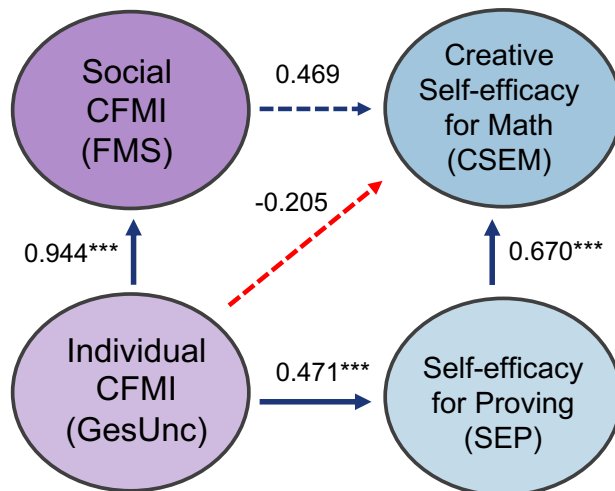 Social
CFMI
(FMS)
0.469
Creative
Self-efficacy
for Math
(CSEM)
-0.205
0.944***
0.670***
Individual
CFMI
(GesUnc)
0.471***
Self-efficacy
for Proving
(SEP)